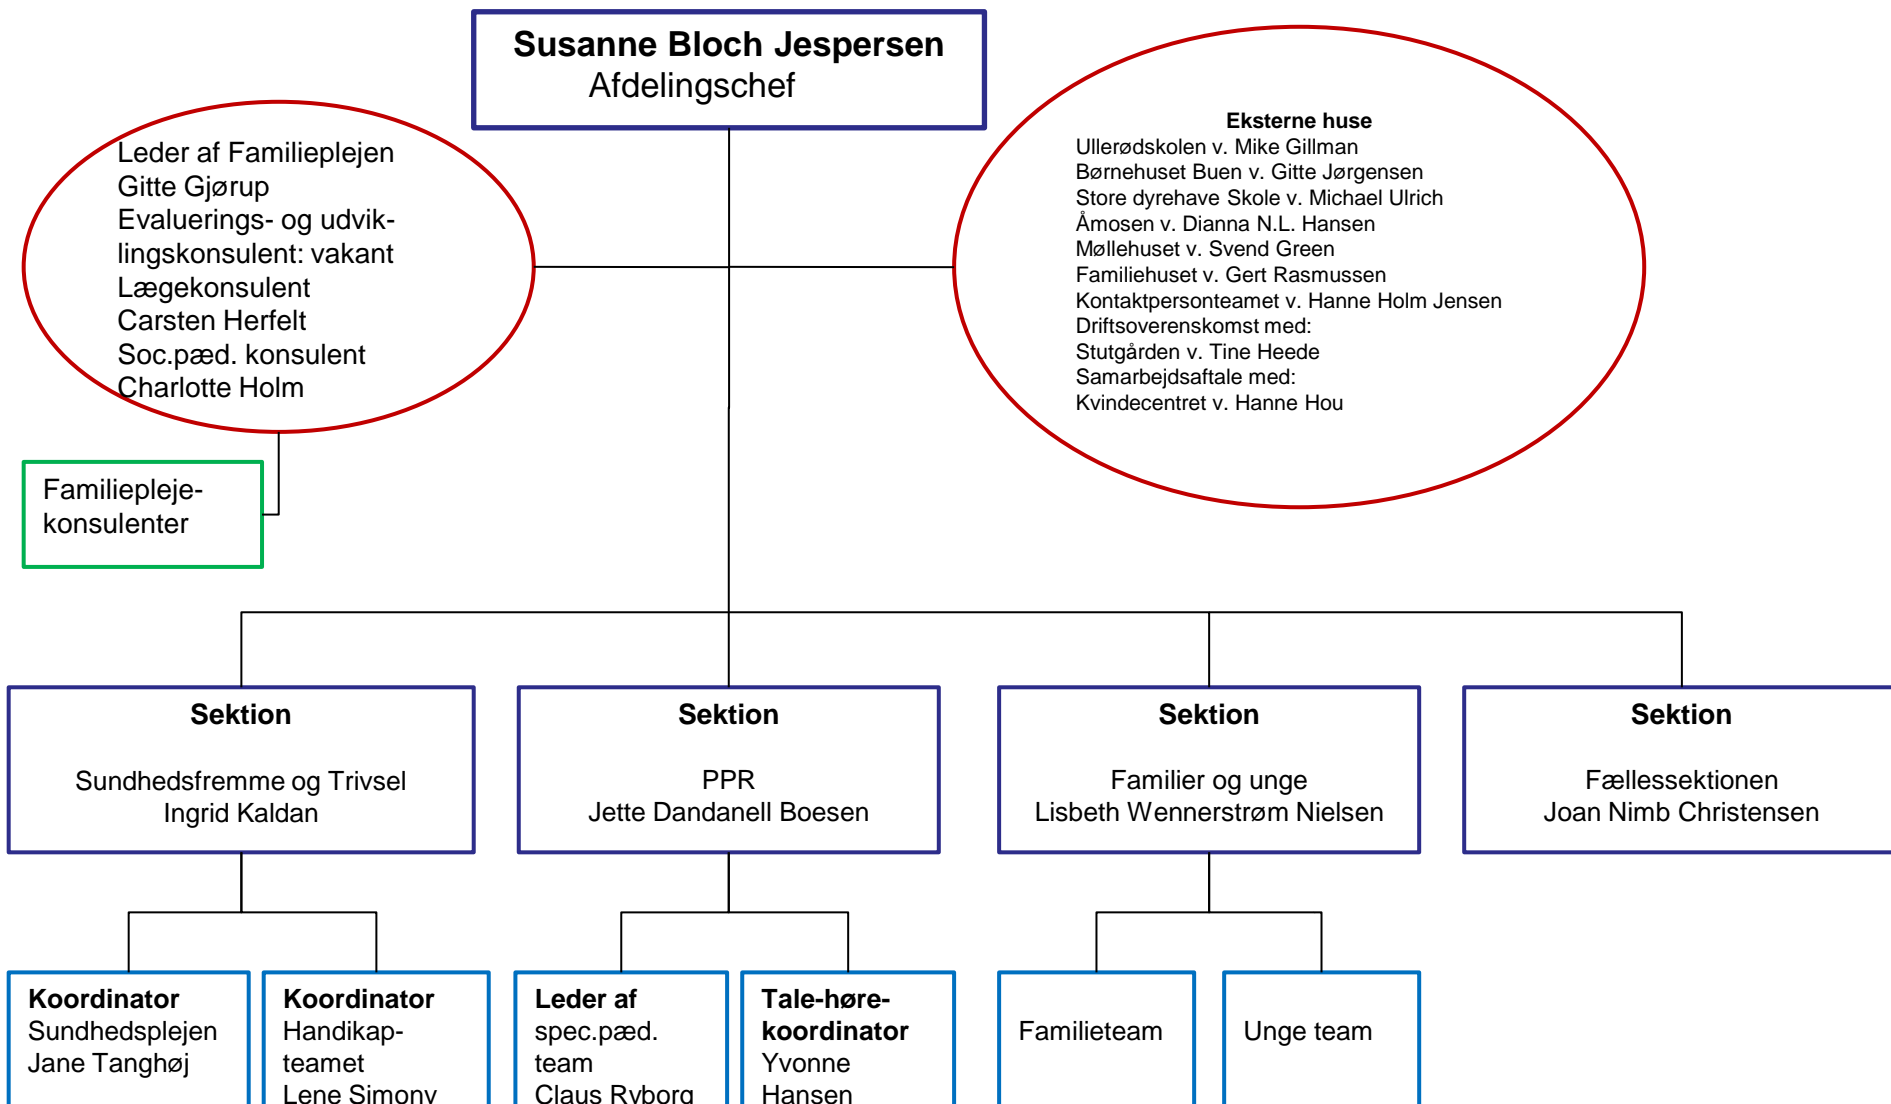 Susanne Bloch Jespersen
Afdelingschef
Leder af Familieplejen
Gitte Gjørup
Evaluerings- og udvik-
lingskonsulent: vakant
Lægekonsulent
Carsten Herfelt
Soc.pæd. konsulent
Charlotte Holm
Eksterne huse
Ullerødskolen v. Mike Gillman
Børnehuset Buen v. Gitte Jørgensen
Store dyrehave Skole v. Michael Ulrich
Åmosen v. Dianna N.L. Hansen
Møllehuset v. Svend Green
Familiehuset v. Gert Rasmussen
Kontaktpersonteamet v. Hanne Holm Jensen
Driftsoverenskomst med:
Stutgården v. Tine Heede
Samarbejdsaftale med:
Kvindecentret v. Hanne Hou
Familiepleje-
konsulenter
Sektion
Sundhedsfremme og Trivsel
Ingrid Kaldan
Sektion
PPR
Jette Dandanell Boesen
Sektion
Familier og unge
Lisbeth Wennerstrøm Nielsen
Sektion
Fællessektionen
Joan Nimb Christensen
Koordinator
Sundhedsplejen
Jane Tanghøj
Koordinator
Handikap-
teamet
Lene Simony
Leder af
spec.pæd.
team
Claus Ryborg
Tale-høre-
koordinator
Yvonne
Hansen
Familieteam
Unge team